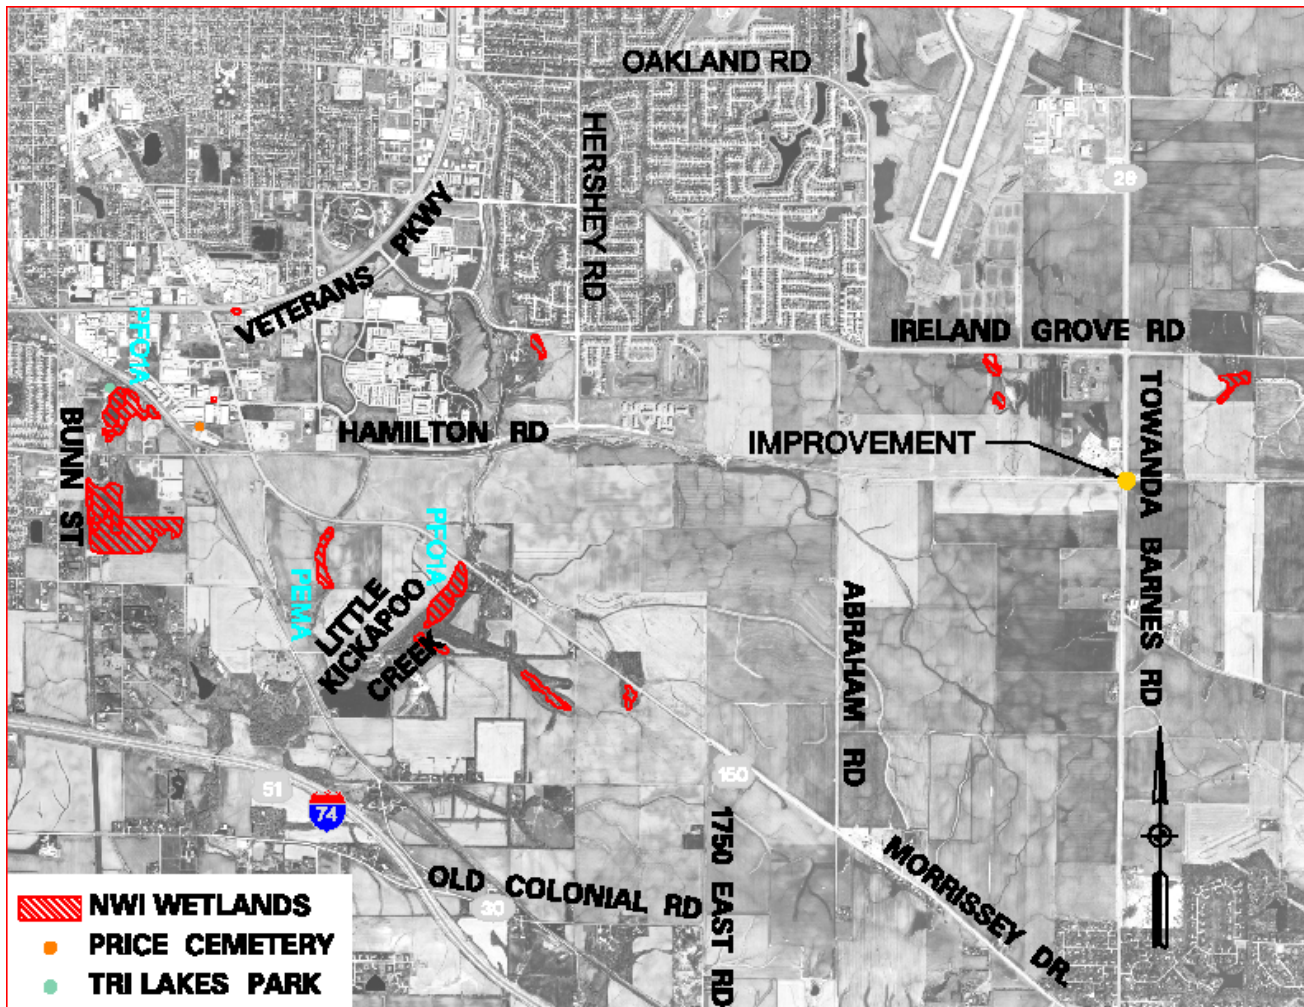 OAKLAND RD
HERSHEY RD
28
VETERANS PKWY
PFO1A
IRELAND GROVE RD
TOWANDA BARNES RD
BUNN ST
HAMILTON RD
IMPROVEMENT
PEMA
LITTLE
KICKAPOO
CREEK
PFO1A
ABRAHAM RD
150
51
74
1750 EAST RD
MORRISSEY DR.
OLD COLONIAL RD
30
NWI WETLANDS
PRICE CEMETERY
TRI LAKES PARK